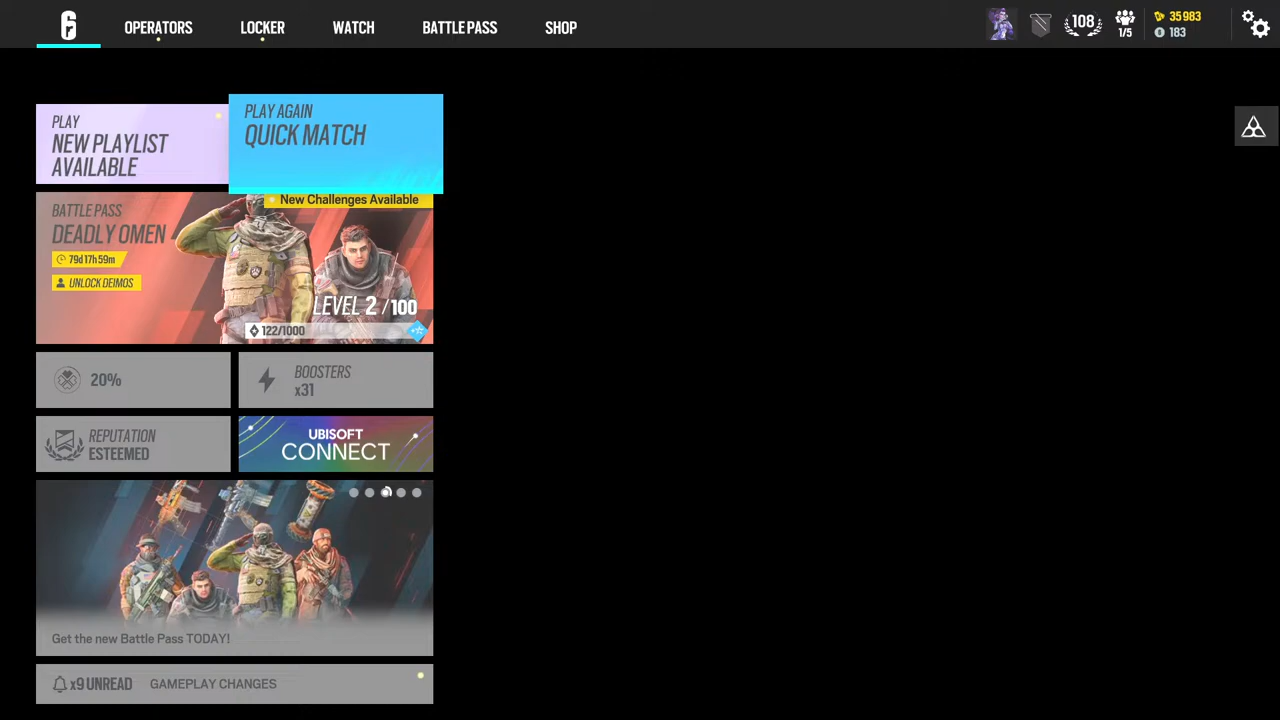 6
OPERATORS
LOCKER
WATCH
BATTLE PASS
SHOP
108
1/5
35 983
183
PLAY
NEW PLAYLIST
AVAILABLE
PLAY AGAIN
QUICK MATCH
New Challenges Available
BATTLE PASS
DEADLY OMEN
79d 17h 59m
UNLOCK DEIMOS
LEVEL 2 / 100
122/1000
20%
BOOSTERS
x31
REPUTATION
ESTEEMED
UBISOFT
CONNECT
Get the new Battle Pass TODAY!
x9 UNREAD
GAMEPLAY CHANGES